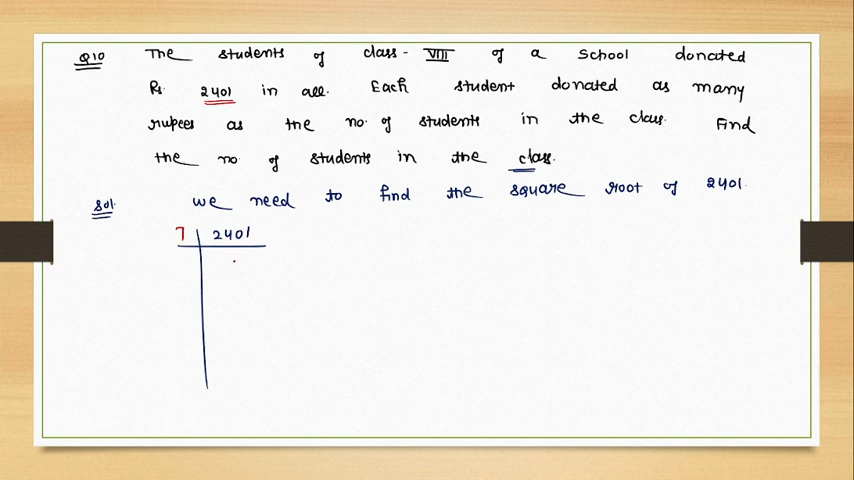 Q10 The students of class - VIII of a School donated
Rs. 2401 in all. Each student donated as many
rupees as the no. of students in the class. Find
the no. of students in the class.
Sol. we need to find the square root of 2401.
7 | 2401